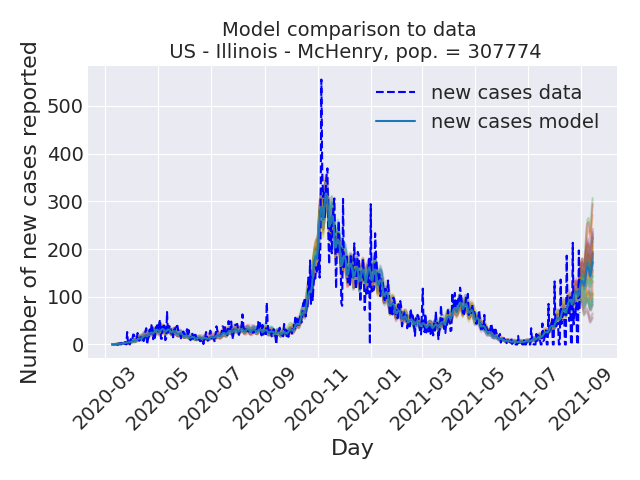 Model comparison to data
US - Illinois - McHenry, pop. = 307774
Number of new cases reported
500
400
300
200
100
0
new cases data
new cases model
2020-03
2020-05
2020-07
2020-09
2020-11
2021-01
2021-03
2021-05
2021-07
2021-09
Day